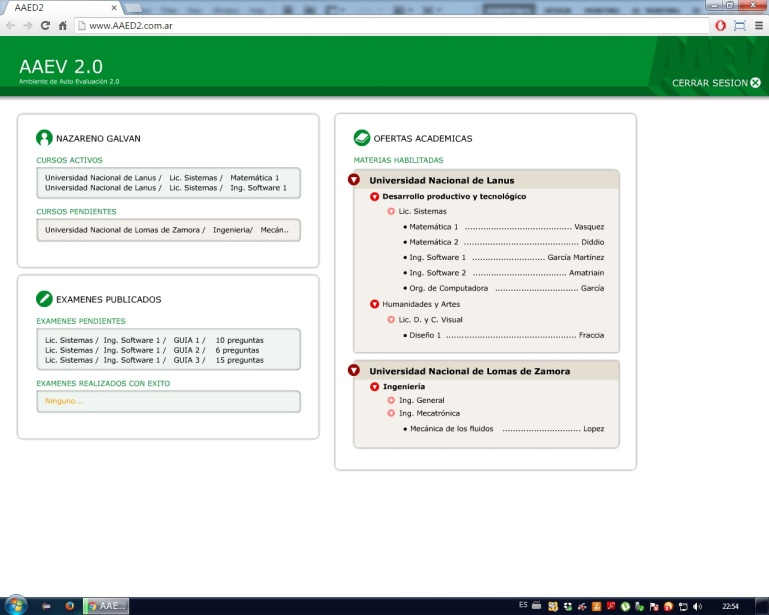 AAED2
www.AAED2.com.ar
AAEV 2.0
Ambiente de Auto Evaluación 2.0
AAEV
CERRAR SESION
NAZARENO GALVAN
CURSOS ACTIVOS
Universidad Nacional de Lanus / Lic. Sistemas / Matemática 1
Universidad Nacional de Lanus / Lic. Sistemas / Ing. Software 1
CURSOS PENDIENTES
Universidad Nacional de Lomas de Zamora / Ingenieria/ Mecán..
EXAMENES PUBLICADOS
EXAMENES PENDIENTES
Lic. Sistemas / Ing. Software 1 / GUIA 1 / 10 preguntas
Lic. Sistemas / Ing. Software 1 / GUIA 2 / 6 preguntas
Lic. Sistemas / Ing. Software 1 / GUIA 3 / 15 preguntas
EXAMENES REALIZADOS CON EXITO
Ninguno...
OFERTAS ACADEMICAS
MATERIAS HABILITADAS
Universidad Nacional de Lanus
Desarrollo productivo y tecnológico
Lic. Sistemas
• Matemática 1 ........................................ Vasquez
• Matemática 2 ........................................... Diddio
• Ing. Software 1 ........................... García Martínez
• Ing. Software 2 ................................... Amatriain
• Org. de Computadora ............................... García
Humanidades y Artes
Lic. D. y C. Visual
• Diseño 1 ................................................. Fraccia
Universidad Nacional de Lomas de Zamora
Ingeniería
Ing. General
Ing. Mecatrónica
• Mecánica de los fluidos ............................. Lopez
AAE..
ES
22:54